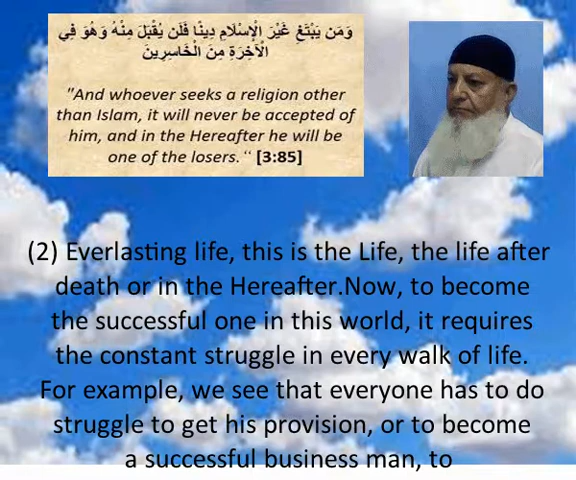 وَمَن يَبْتَغِ غَيْرَ الْإِسْلَامِ دِينًا فَلَن يُقْبَلَ مِنْهُ وَهُوَ فِي
الْآخِرَةِ مِنَ الْخَاسِرِينَ
"And whoever seeks a religion other
than Islam, it will never be accepted of
him, and in the Hereafter he will be
one of the losers. " [3:85]
(2) Everlasting life, this is the Life, the life after
death or in the Hereafter.Now, to become
the successful one in this world, it requires
the constant struggle in every walk of life.
For example, we see that everyone has to do
struggle to get his provision, or to become
a successful business man, to